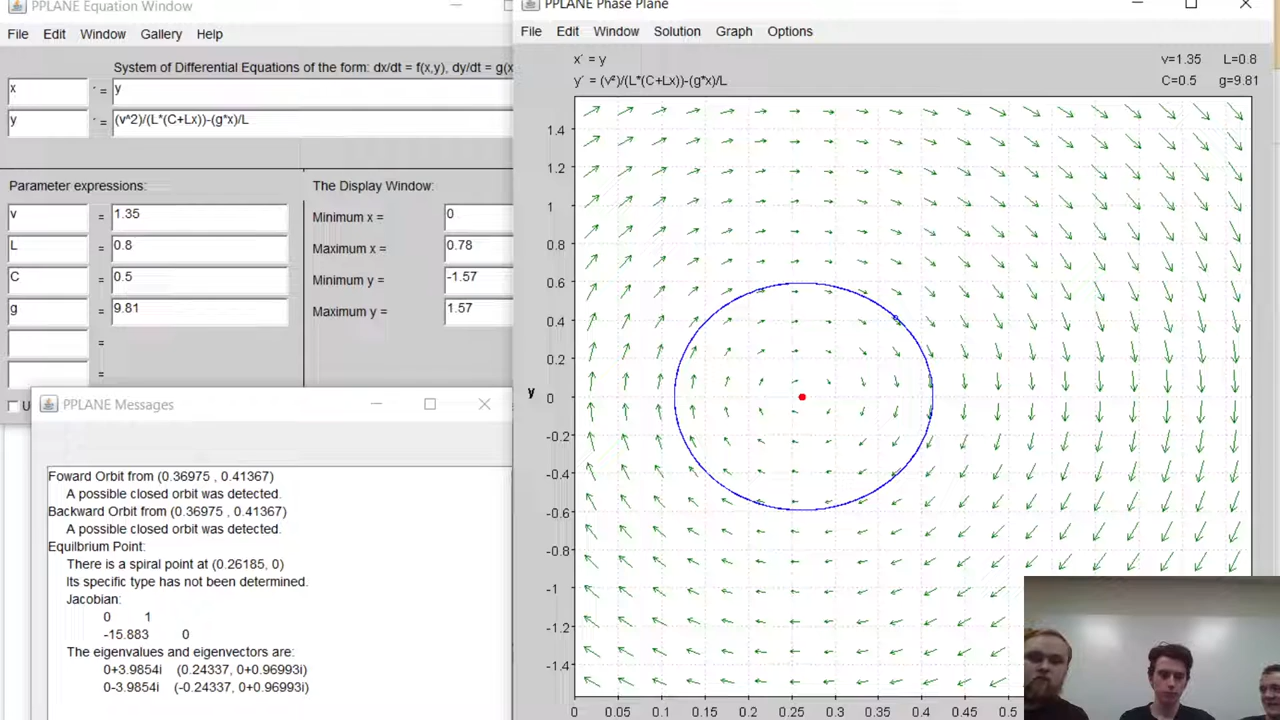 PPLANE Equation Window
File Edit Window Gallery Help
System of Differential Equations of the form: dx/dt = f(x,y), dy/dt = g(x
x ´ = y
y ´ = (v^2)/(L*(C+Lx))-(g*x)/L
Parameter expressions:
v = 1.35
L = 0.8
C = 0.5
g = 9.81
=
=
The Display Window:
Minimum x = 0
Maximum x = 0.78
Minimum y = -1.57
Maximum y = 1.57
U
PPLANE Messages
Foward Orbit from (0.36975 , 0.41367)
A possible closed orbit was detected.
Backward Orbit from (0.36975 , 0.41367)
A possible closed orbit was detected.
Equilbrium Point:
There is a spiral point at (0.26185, 0)
Its specific type has not been determined.
Jacobian:
0 1
-15.883 0
The eigenvalues and eigenvectors are:
0+3.9854i (0.24337, 0+0.96993i)
0-3.9854i (-0.24337, 0+0.96993i)
PPLANE Phase Plane
File Edit Window Solution Graph Options
x´ = y
y´ = (v²)/(L*(C+Lx))-(g*x)/L
v=1.35 L=0.8
C=0.5 g=9.81
1.4
1.2
1
0.8
0.6
0.4
0.2
0
-0.2
-0.4
-0.6
-0.8
-1
-1.2
-1.4
y
0 0.05 0.1 0.15 0.2 0.25 0.3 0.35 0.4 0.45 0.5